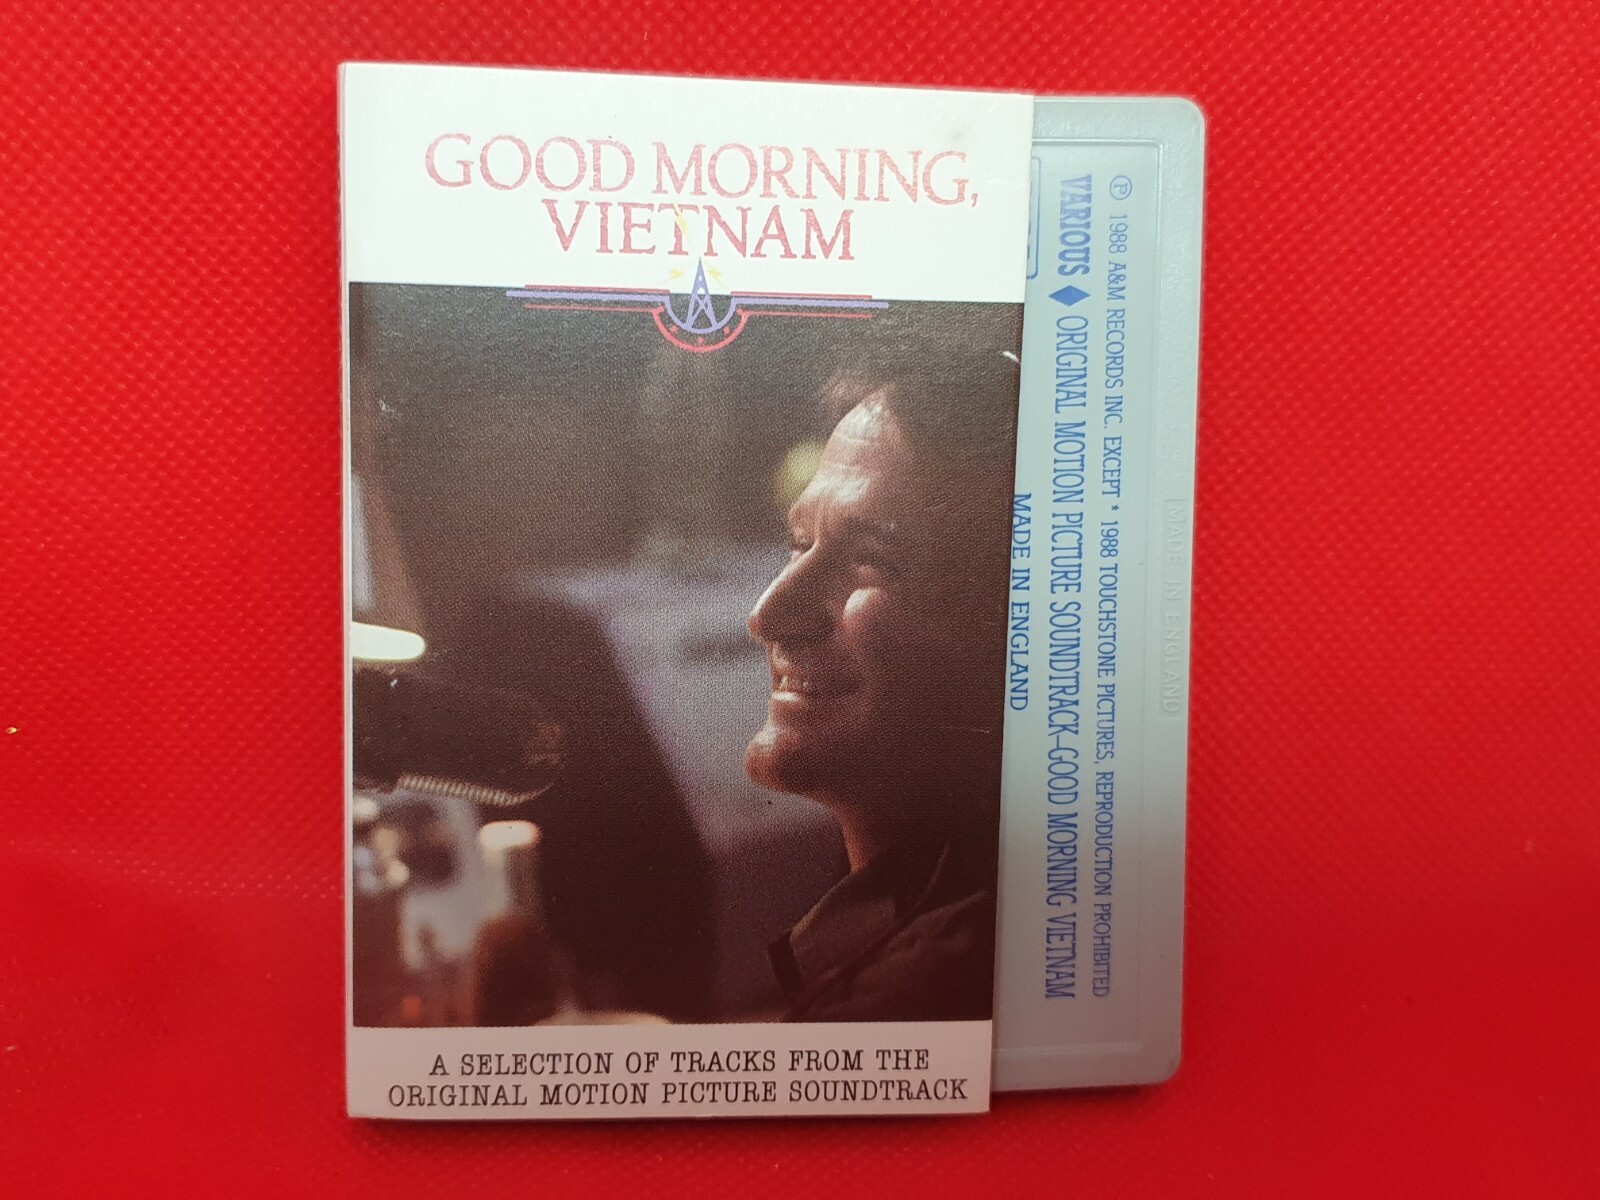 GOOD MORNING,
VIETNAM
A SELECTION OF TRACKS FROM THE
ORIGINAL MOTION PICTURE SOUNDTRACK
Ⓟ 1988 A&M RECORDS INC. EXCEPT * 1988 TOUCHSTONE PICTURES, REPRODUCTION PROHIBITED
VARIOUS ♦ ORIGINAL MOTION PICTURE SOUNDTRACK–GOOD MORNING VIETNAM
MADE IN ENGLAND
MADE IN ENGLAND